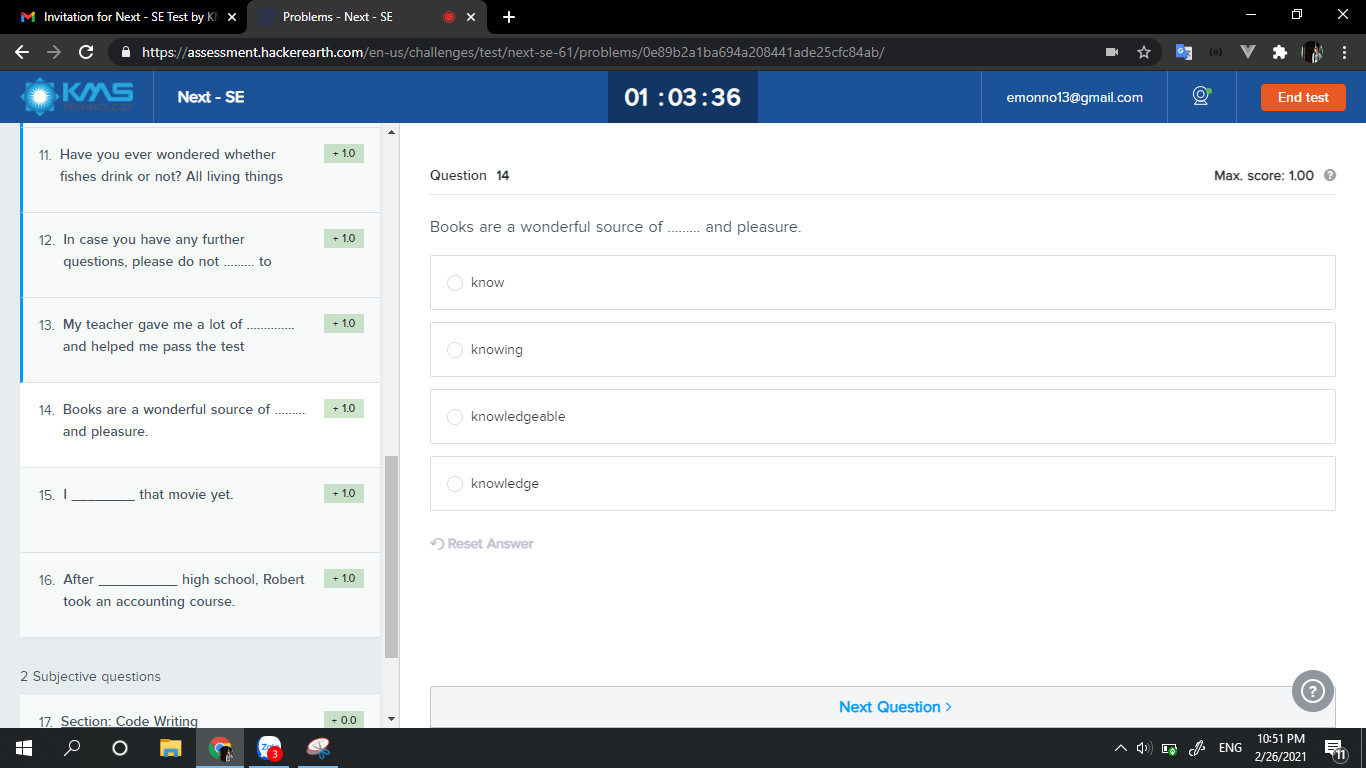 Invitation for Next - SE Test by K
Problems - Next - SE
https://assessment.hackerearth.com/en-us/challenges/test/next-se-61/problems/0e89b2a1ba694a208441ade25cfc84ab/
KMS
TECHNOLOGY
Next - SE
01 : 03 : 36
emonno13@gmail.com
End test
11. Have you ever wondered whether
fishes drink or not? All living things
+ 1.0
12. In case you have any further
questions, please do not ......... to
+ 1.0
13. My teacher gave me a lot of ..............
and helped me pass the test
+ 1.0
14. Books are a wonderful source of .........
and pleasure.
+ 1.0
15. I ________ that movie yet.
+ 1.0
16. After __________ high school, Robert
took an accounting course.
+ 1.0
2 Subjective questions
17. Section: Code Writing
+ 0.0
Question 14
Max. score: 1.00 ?
Books are a wonderful source of ......... and pleasure.
know
knowing
knowledgeable
knowledge
Reset Answer
Next Question >
?
3
ENG
10:51 PM
2/26/2021
11